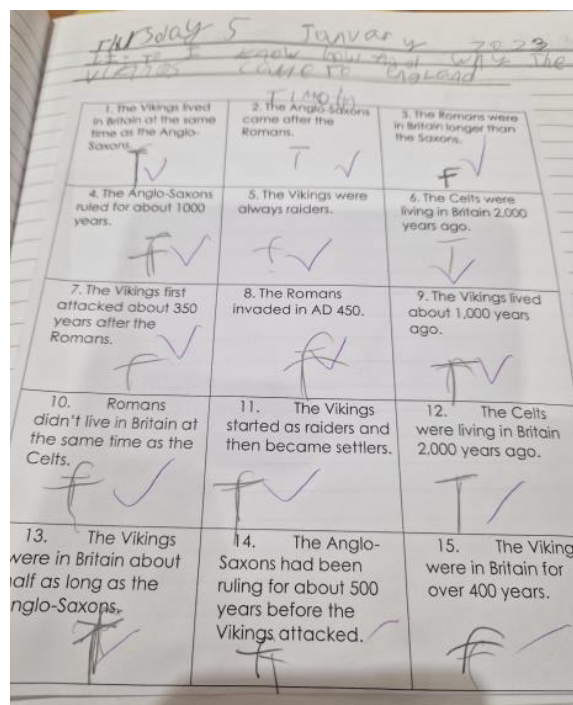 Thursday 5 January 2023
I know how and why the
vikings came to england
Timoth
1. The Vikings lived
in Britain at the same
time as the Anglo-
Saxons.
T
2. The Anglo-Saxons
came after the
Romans.
T
3. The Romans were
in Britain longer than
the Saxons.
F
4. The Anglo-Saxons
ruled for about 1000
years.
F
5. The Vikings were
always raiders.
f
6. The Celts were
living in Britain 2,000
years ago.
T
7. The Vikings first
attacked about 350
years after the
Romans.
f
8. The Romans
invaded in AD 450.
f
9. The Vikings lived
about 1,000 years
ago.
T
10. Romans
didn't live in Britain at
the same time as the
Celts.
f
11. The Vikings
started as raiders and
then became settlers.
T
12. The Celts
were living in Britain
2,000 years ago.
T
13. The Vikings
were in Britain about
alf as long as the
nglo-Saxons.
14. The Anglo-
Saxons had been
ruling for about 500
years before the
Vikings attacked.
15. The Viking
were in Britain for
over 400 years.
F